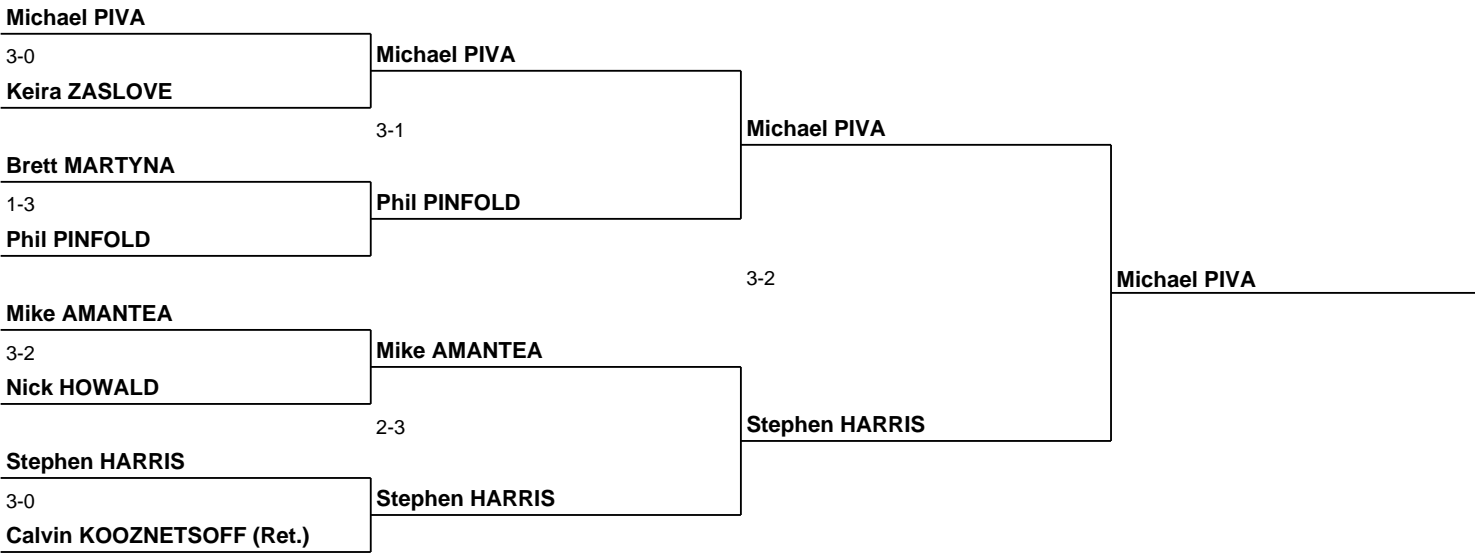 Michael PIVA
3-0
Keira ZASLOVE
Michael PIVA
3-1
Michael PIVA
Brett MARTYNA
1-3
Phil PINFOLD
Phil PINFOLD
3-2
Michael PIVA
Mike AMANTEA
3-2
Nick HOWALD
Mike AMANTEA
2-3
Stephen HARRIS
Stephen HARRIS
3-0
Calvin KOOZNETSOFF (Ret.)
Stephen HARRIS